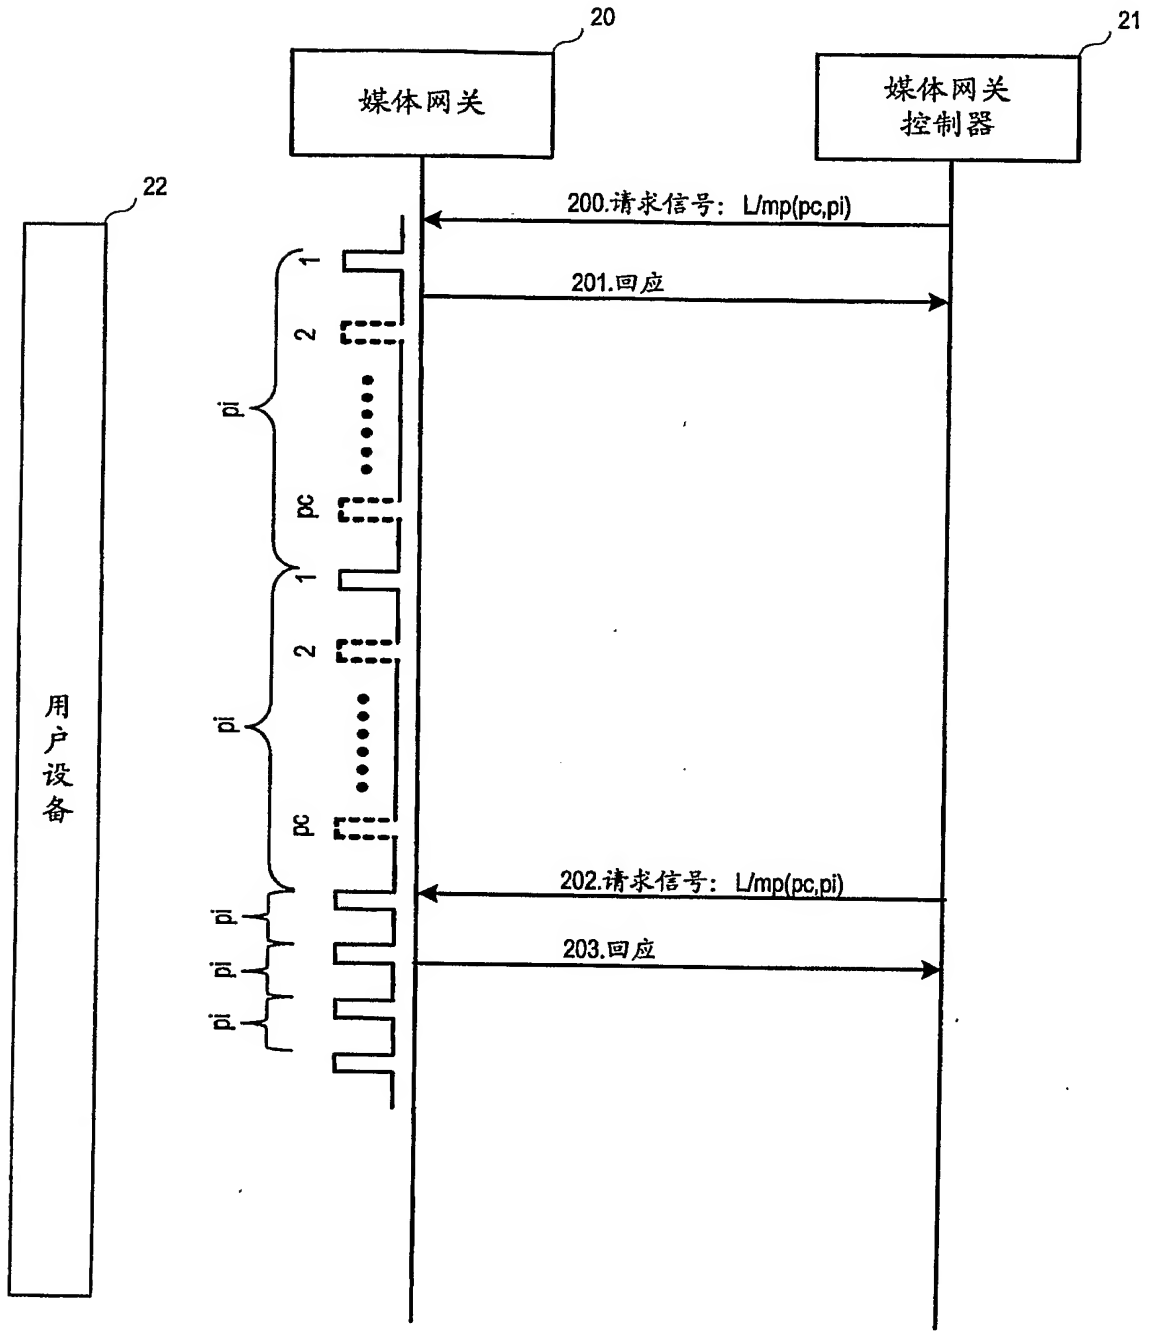 20
21
媒体网关
媒体网关
控制器
22
200.请求信号: L/mp(pc,pi)
1
201.回应
2
pi
pc
1
2
pi
用户设备
pc
202.请求信号: L/mp(pc,pi)
pi
203.回应
pi
pi